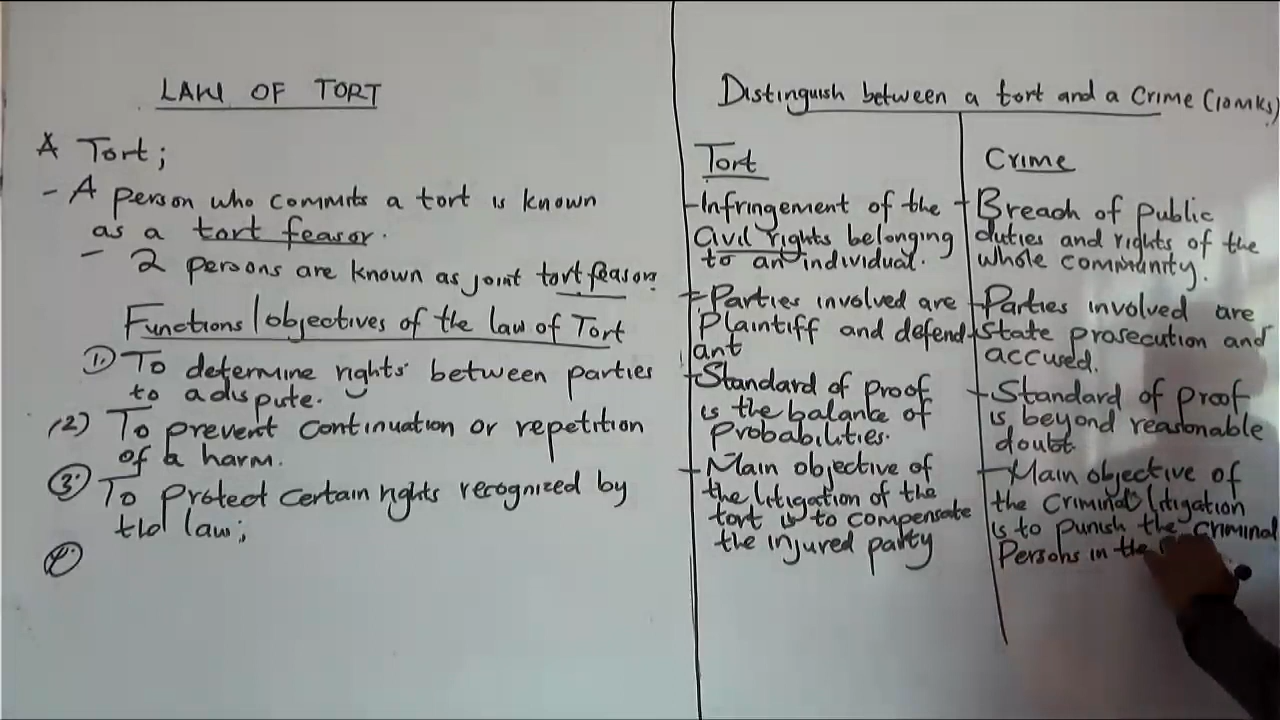 LAW OF TORT
A Tort;
- A person who commits a tort is known
as a tort feasor.
- 2 persons are known as joint tort feasors
Functions/objectives of the law of Tort
1. To determine rights between parties
to a dispute.
(2) To prevent continuation or repetition
of a harm.
3. To protect certain rights recognized by
law;
4
Distinguish between a tort and a Crime (10mks)
Tort
- Infringement of the
civil rights belonging
to an individual.
- Parties involved are
plaintiff and defend
ant
- Standard of proof
is the balance of
probabilities.
- Main objective of
the litigation of the
tort is to compensate
the injured party
Crime
- Breach of public
duties and rights of the
whole community.
- Parties involved are
State prosecution and
accused.
- Standard of proof
is beyond reasonable
doubt.
- Main objective of
the criminal litigation
is to punish the criminal
Persons in the